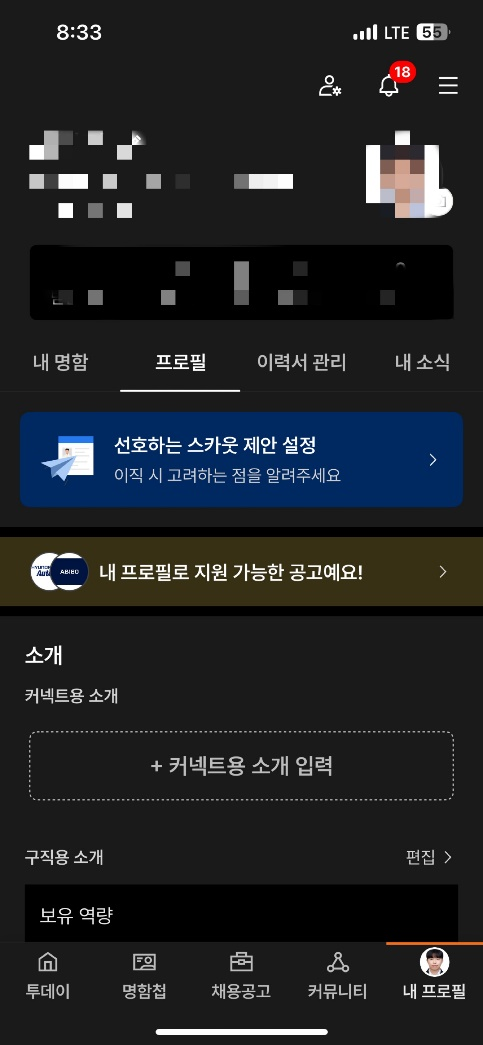 8:33
LTE 55
18
내 명함 프로필 이력서 관리 내 소식
선호하는 스카웃 제안 설정
이직 시 고려하는 점을 알려주세요
ABIBO 내 프로필로 지원 가능한 공고예요!
소개
커넥트용 소개
+ 커넥트용 소개 입력
구직용 소개 편집
보유 역량
투데이 명함첩 채용공고 커뮤니티 내 프로필